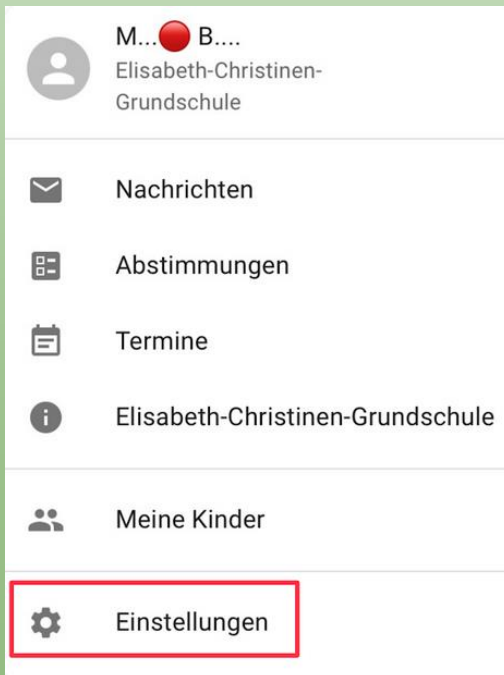 M...🔴 B....
Elisabeth-Christinen-
Grundschule
Nachrichten
Abstimmungen
Termine
Elisabeth-Christinen-Grundschule
Meine Kinder
Einstellungen